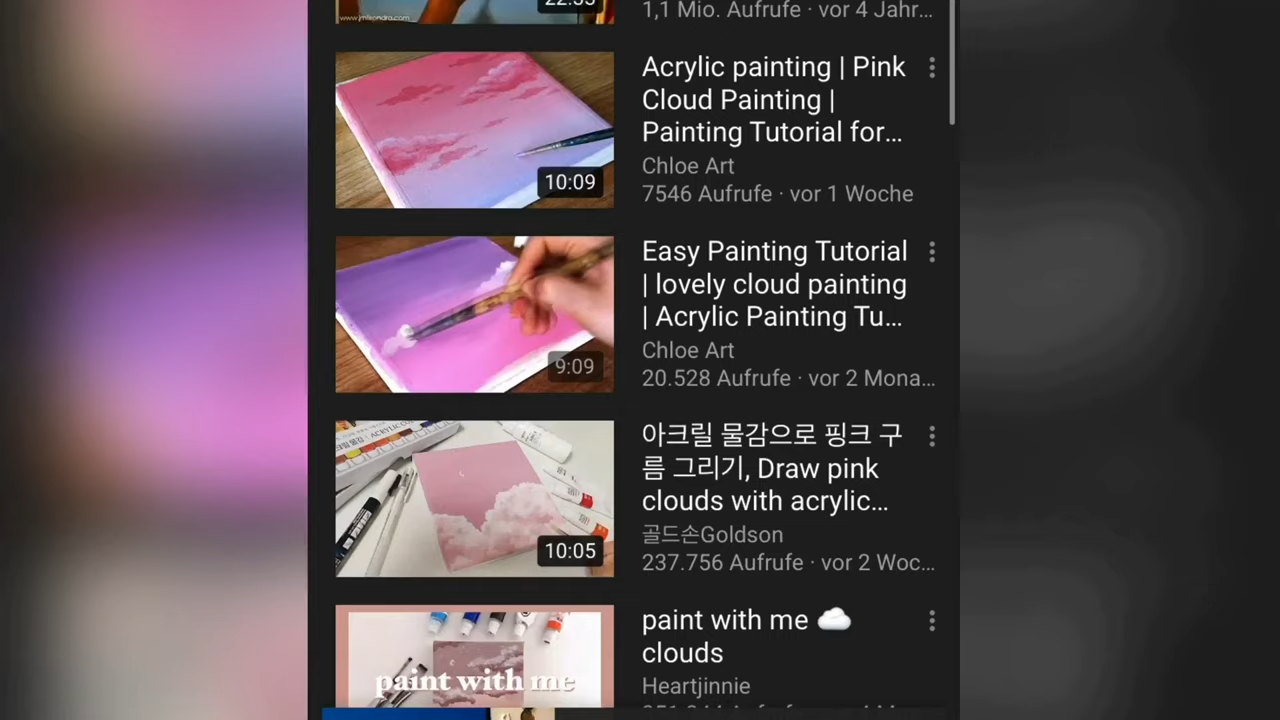 22:55
www.jmlisondra.com
1,1 Mio. Aufrufe · vor 4 Jahr...
Acrylic painting | Pink
Cloud Painting |
Painting Tutorial for...
Chloe Art
7546 Aufrufe · vor 1 Woche
10:09
Easy Painting Tutorial
| lovely cloud painting
| Acrylic Painting Tu...
Chloe Art
20.528 Aufrufe · vor 2 Mona...
9:09
아크릴 물감으로 핑크 구
름 그리기, Draw pink
clouds with acrylic...
골드손Goldson
237.756 Aufrufe · vor 2 Woc...
10:05
paint with me ☁️
clouds
Heartjinnie
paint with me